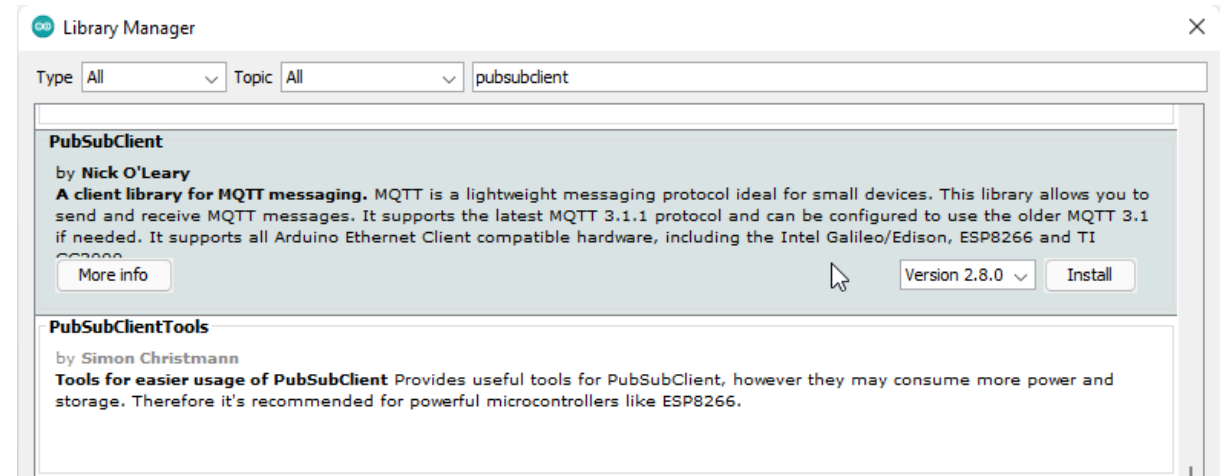 Library Manager
Type All Topic All pubsubclient
PubSubClient
by Nick O'Leary
A client library for MQTT messaging. MQTT is a lightweight messaging protocol ideal for small devices. This library allows you to
send and receive MQTT messages. It supports the latest MQTT 3.1.1 protocol and can be configured to use the older MQTT 3.1
if needed. It supports all Arduino Ethernet Client compatible hardware, including the Intel Galileo/Edison, ESP8266 and TI
More info Version 2.8.0 Install
PubSubClientTools
by Simon Christmann
Tools for easier usage of PubSubClient Provides useful tools for PubSubClient, however they may consume more power and
storage. Therefore it's recommended for powerful microcontrollers like ESP8266.